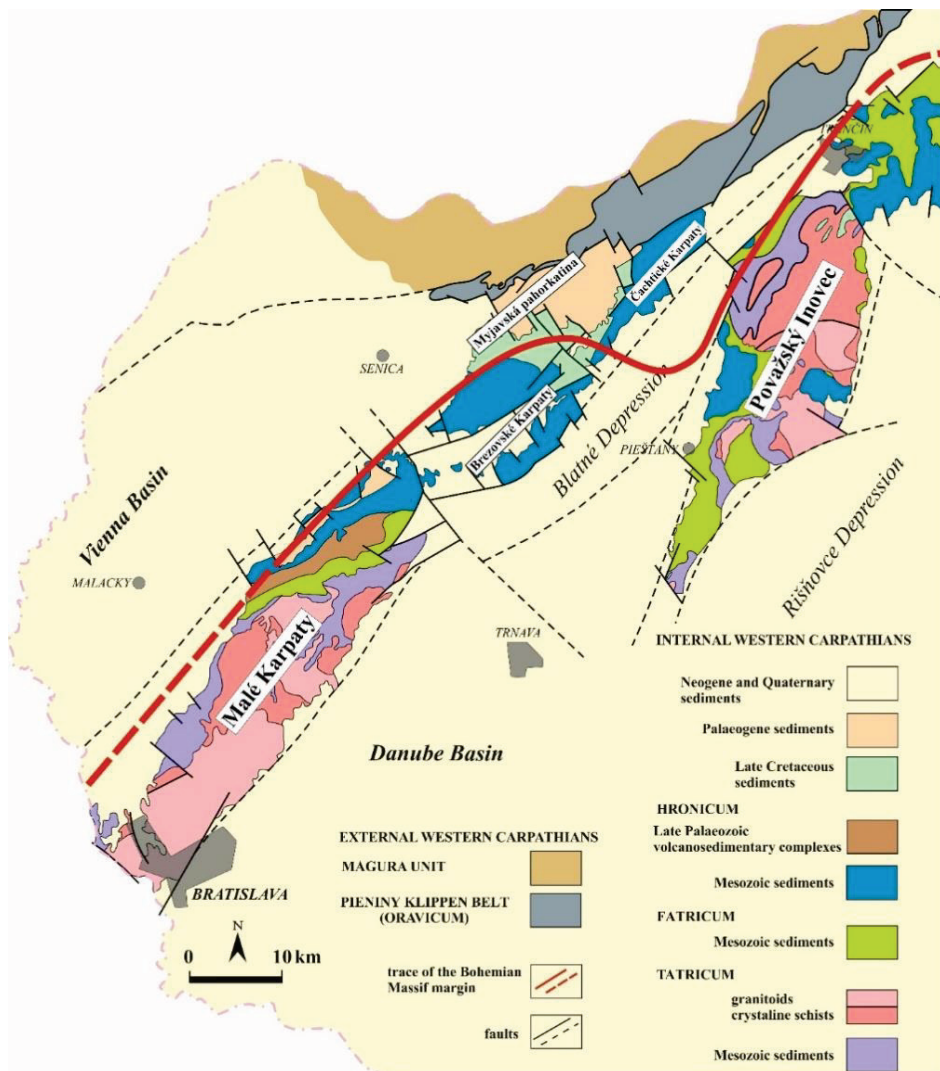 TRENČÍN
Myjavská pahorkatina
Čachtické Karpaty
Považský Inovec
SENICA
Brezovské Karpaty
Blatné Depression
PIEŠŤANY
Vienna Basin
Rišňovce Depression
MALACKY
TRNAVA
Malé Karpaty
Danube Basin
BRATISLAVA
N
0 10 km
EXTERNAL WESTERN CARPATHIANS
MAGURA UNIT
PIENINY KLIPPEN BELT
(ORAVICUM)
trace of the Bohemian
Massif margin
faults
INTERNAL WESTERN CARPATHIANS
Neogene and Quaternary
sediments
Palaeogene sediments
Late Cretaceous
sediments
HRONICUM
Late Palaeozoic
volcanosedimentary complexes
Mesozoic sediments
FATRICUM
Mesozoic sediments
TATRICUM
granitoids
crystaline schists
Mesozoic sediments